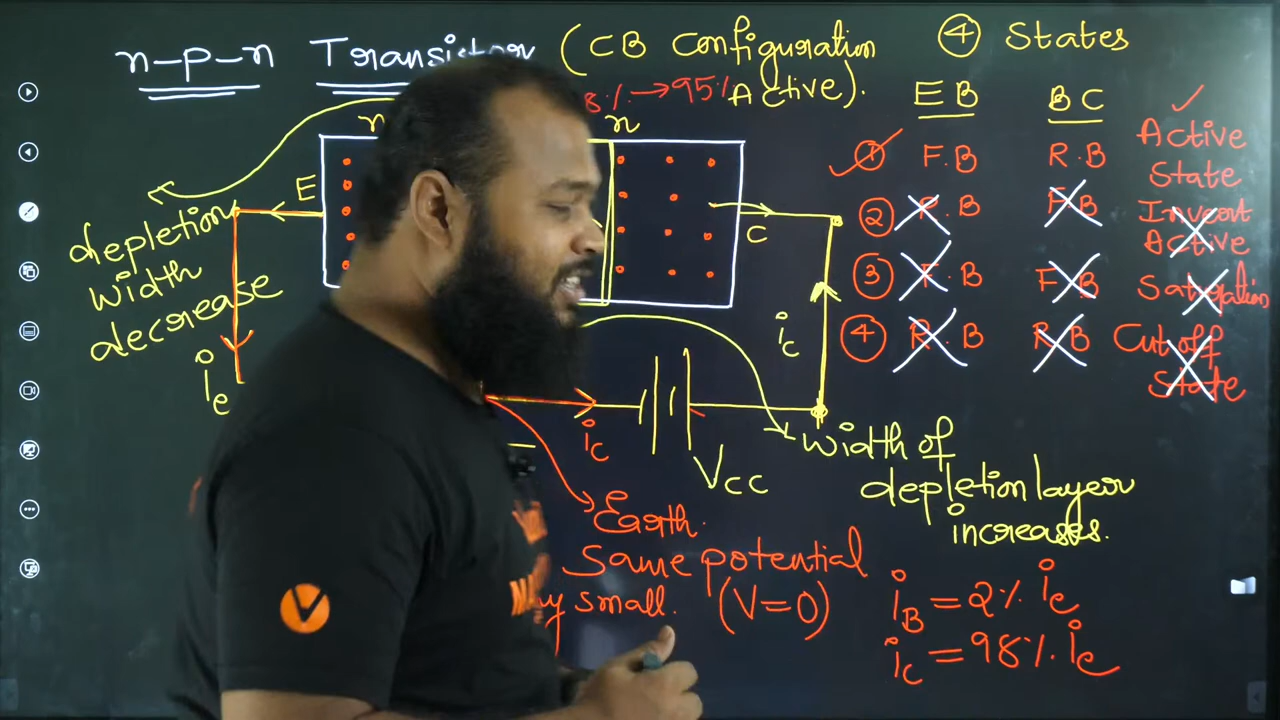 n-p-n Transistor (CB Configuration
Active).
8% → 95%
④ States
EB BC
① F.B R.B Active State
② R.B F.B Invert Active
③ F.B F.B Saturation
④ R.B R.B Cut off State
n n
E
C
depletion
width
decrease
ie
ic
ic
VCC
width of
depletion layer
increases.
Earth.
Same potential
small. (V=0)
iB = 2% ie
ic = 98% ie
V